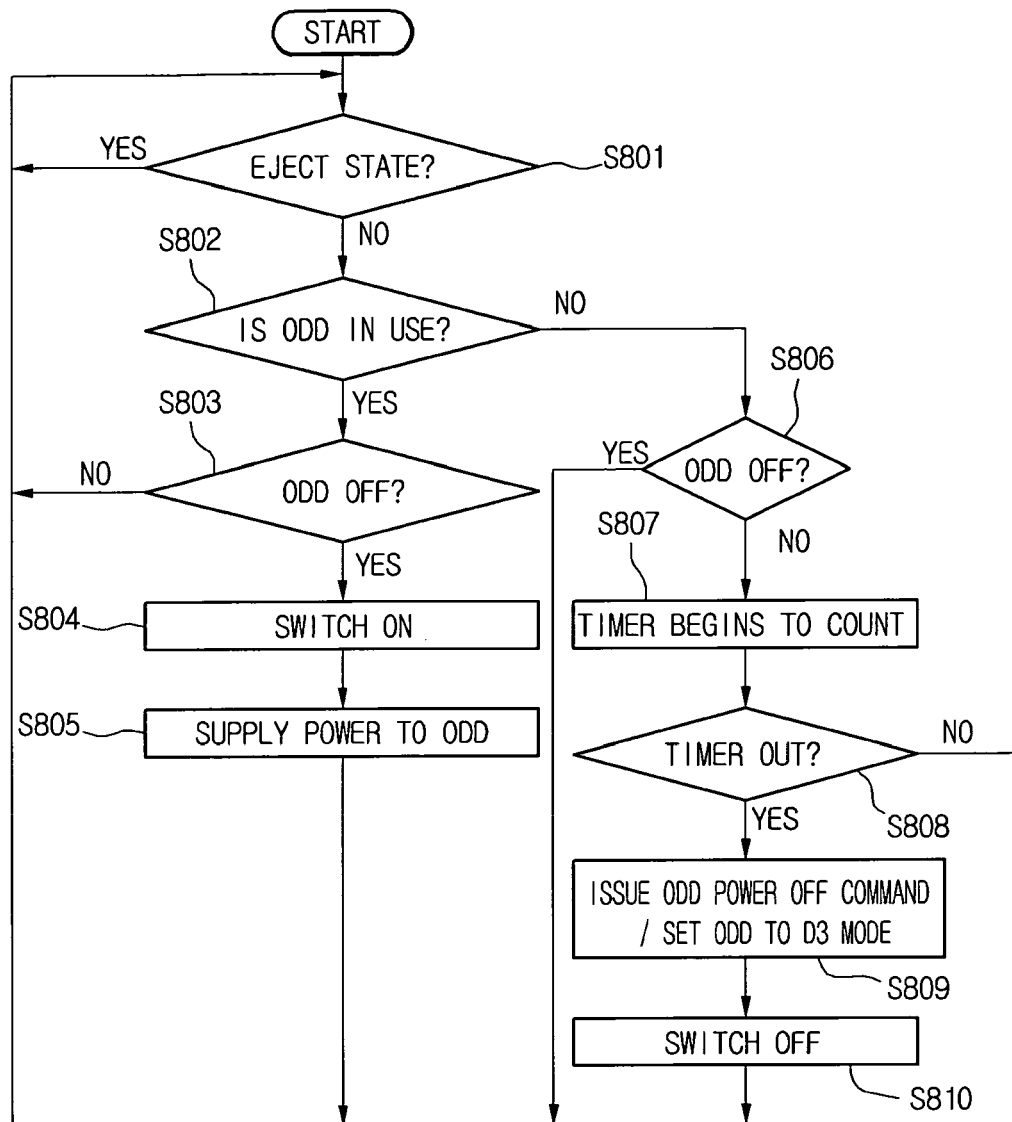 START
YES
EJECT STATE?
S801
NO
S802
IS ODD IN USE?
NO
YES
S803
S806
NO
ODD OFF?
YES
ODD OFF?
YES
S807
NO
S804
SWITCH ON
TIMER BEGINS TO COUNT
S805
SUPPLY POWER TO ODD
TIMER OUT?
NO
S808
YES
ISSUE ODD POWER OFF COMMAND
/ SET ODD TO D3 MODE
S809
SWITCH OFF
S810